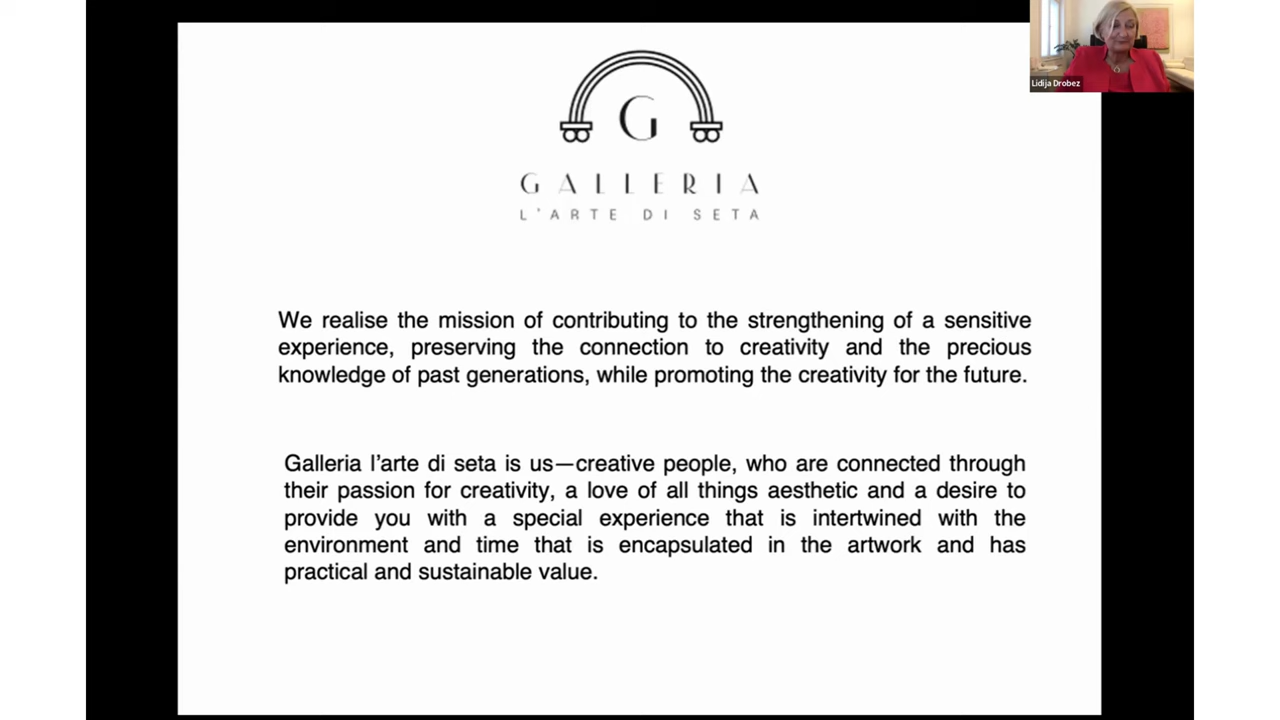 Lidija Drobez
G
GALLERIA
L'ARTE DI SETA
We realise the mission of contributing to the strengthening of a sensitive
experience, preserving the connection to creativity and the precious
knowledge of past generations, while promoting the creativity for the future.
Galleria l’arte di seta is us—creative people, who are connected through
their passion for creativity, a love of all things aesthetic and a desire to
provide you with a special experience that is intertwined with the
environment and time that is encapsulated in the artwork and has
practical and sustainable value.